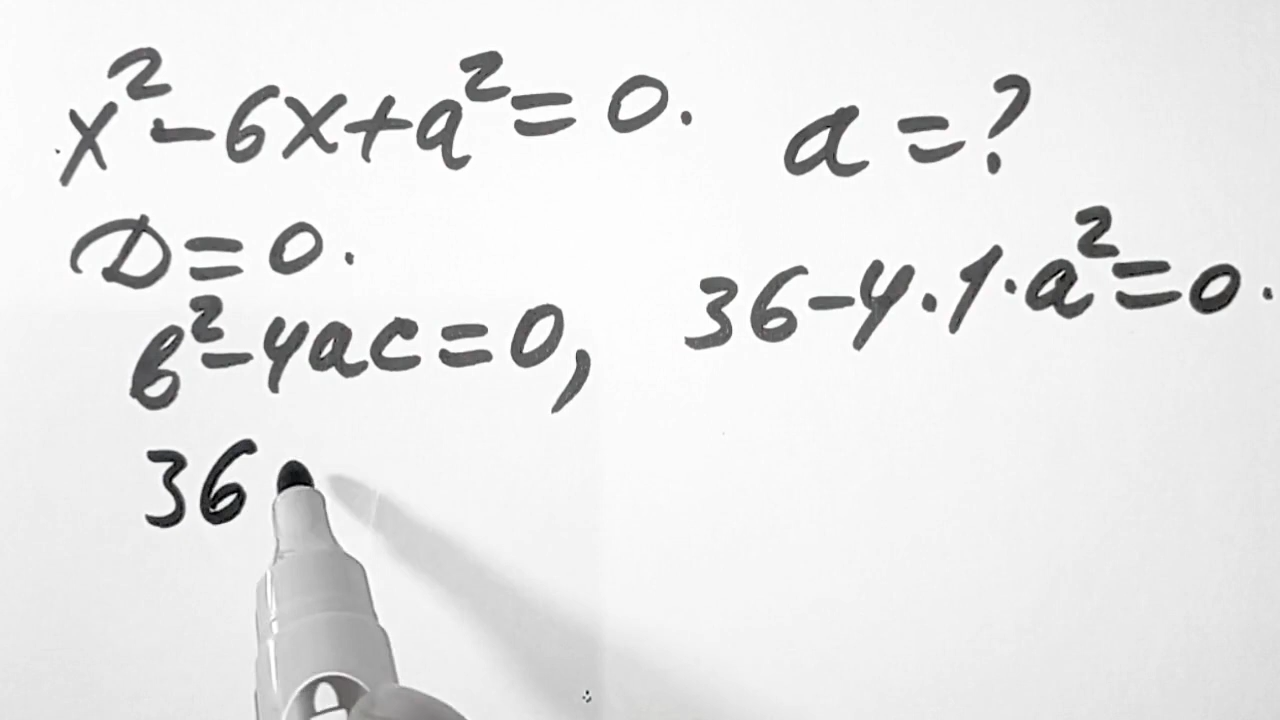 x² - 6x + a² = 0. a = ?
D = 0.
b² - 4ac = 0, 36 - 4 · 1 · a² = 0.
36